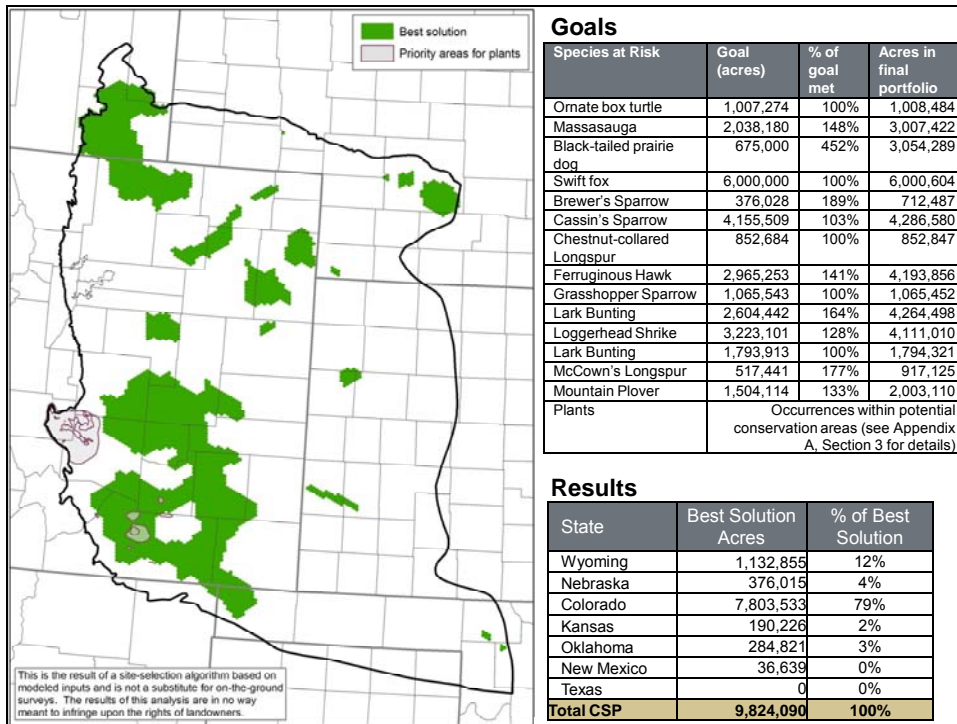 Best solution
Priority areas for plants
This is the result of a site-selection algorithm based on
modeled inputs and is not a substitute for on-the-ground
surveys. The results of this analysis are in no way
meant to infringe upon the rights of landowners.
Goals
Species at Risk Goal (acres) % of goal met Acres in final portfolio
Ornate box turtle 1,007,274 100% 1,008,484
Massasauga 2,038,180 148% 3,007,422
Black-tailed prairie dog 675,000 452% 3,054,289
Swift fox 6,000,000 100% 6,000,604
Brewer's Sparrow 376,028 189% 712,487
Cassin's Sparrow 4,155,509 103% 4,286,580
Chestnut-collared Longspur 852,684 100% 852,847
Ferruginous Hawk 2,965,253 141% 4,193,856
Grasshopper Sparrow 1,065,543 100% 1,065,452
Lark Bunting 2,604,442 164% 4,264,498
Loggerhead Shrike 3,223,101 128% 4,111,010
Lark Bunting 1,793,913 100% 1,794,321
McCown's Longspur 517,441 177% 917,125
Mountain Plover 1,504,114 133% 2,003,110
Plants Occurrences within potential
conservation areas (see Appendix
A, Section 3 for details)
Results
State Best Solution Acres % of Best Solution
Wyoming 1,132,855 12%
Nebraska 376,015 4%
Colorado 7,803,533 79%
Kansas 190,226 2%
Oklahoma 284,821 3%
New Mexico 36,639 0%
Texas 0 0%
Total CSP 9,824,090 100%